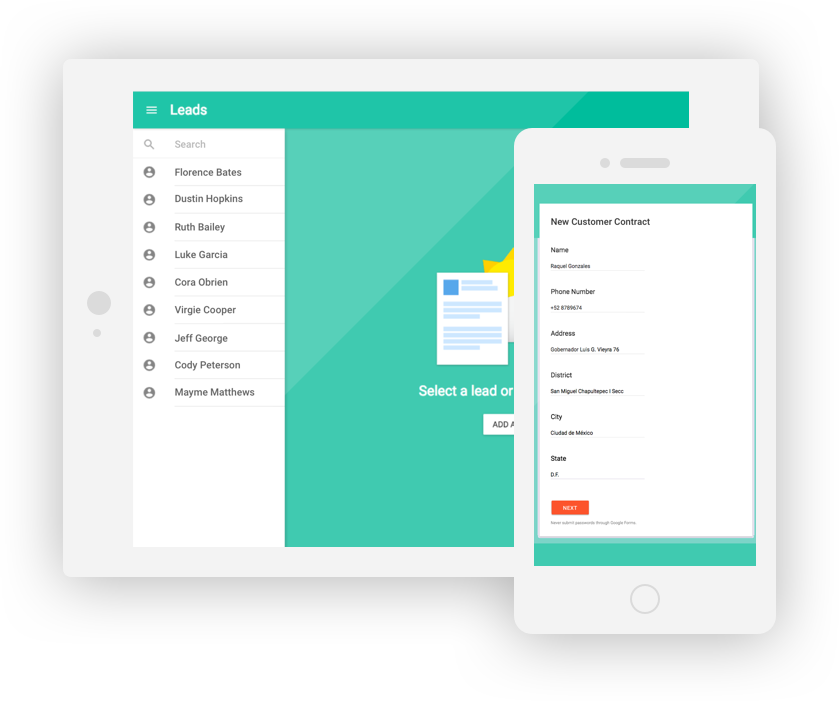 Leads
Search
Florence Bates
Dustin Hopkins
Ruth Bailey
Luke Garcia
Cora Obrien
Virgie Cooper
Jeff George
Cody Peterson
Mayme Matthews
Select a lead or
ADD A
New Customer Contract
Name
Raquel Gonzales
Phone Number
+52 8789674
Address
Gobernador Luis G. Vieyra 76
District
San Miguel Chapultepec I Secc
City
Ciudad de México
State
D.F.
NEXT
Never submit passwords through Google Forms.